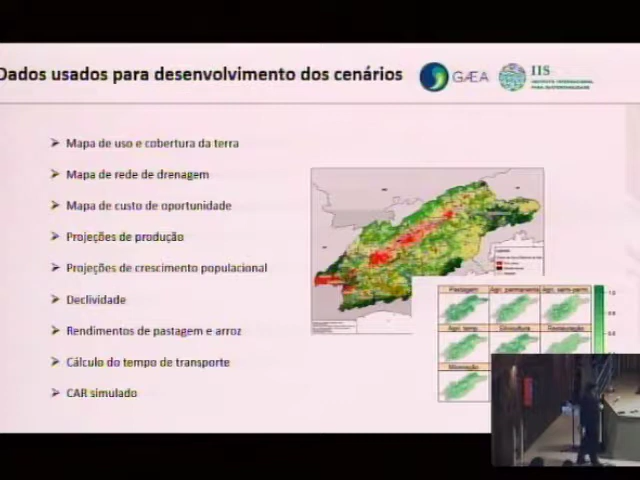 Dados usados para desenvolvimento dos cenários
GÆA
IIS
INSTITUTO INTERNACIONAL
PARA SUSTENTABILIDADE
➢ Mapa de uso e cobertura da terra
➢ Mapa de rede de drenagem
➢ Mapa de custo de oportunidade
➢ Projeções de produção
➢ Projeções de crescimento populacional
➢ Declividade
➢ Rendimentos de pastagem e arroz
➢ Cálculo do tempo de transporte
➢ CAR simulado
Pastagem Agri. permanente Agri. semi-perm.
Agri. temp. Silvicultura Restauração
Mineração